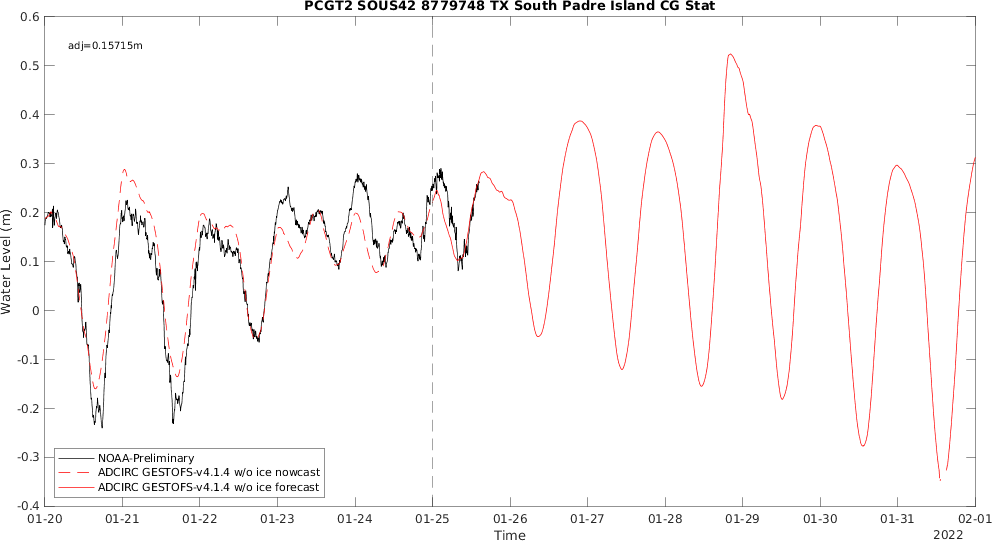 PCGT2 SOUS42 8779748 TX South Padre Island CG Stat
adj=0.15715m
0.6
0.5
0.4
0.3
0.2
0.1
0
-0.1
-0.2
-0.3
-0.4
Water Level (m)
NOAA-Preliminary
ADCIRC GESTOFS-v4.1.4 w/o ice nowcast
ADCIRC GESTOFS-v4.1.4 w/o ice forecast
01-20 01-21 01-22 01-23 01-24 01-25 01-26 01-27 01-28 01-29 01-30 01-31 02-01
Time
2022